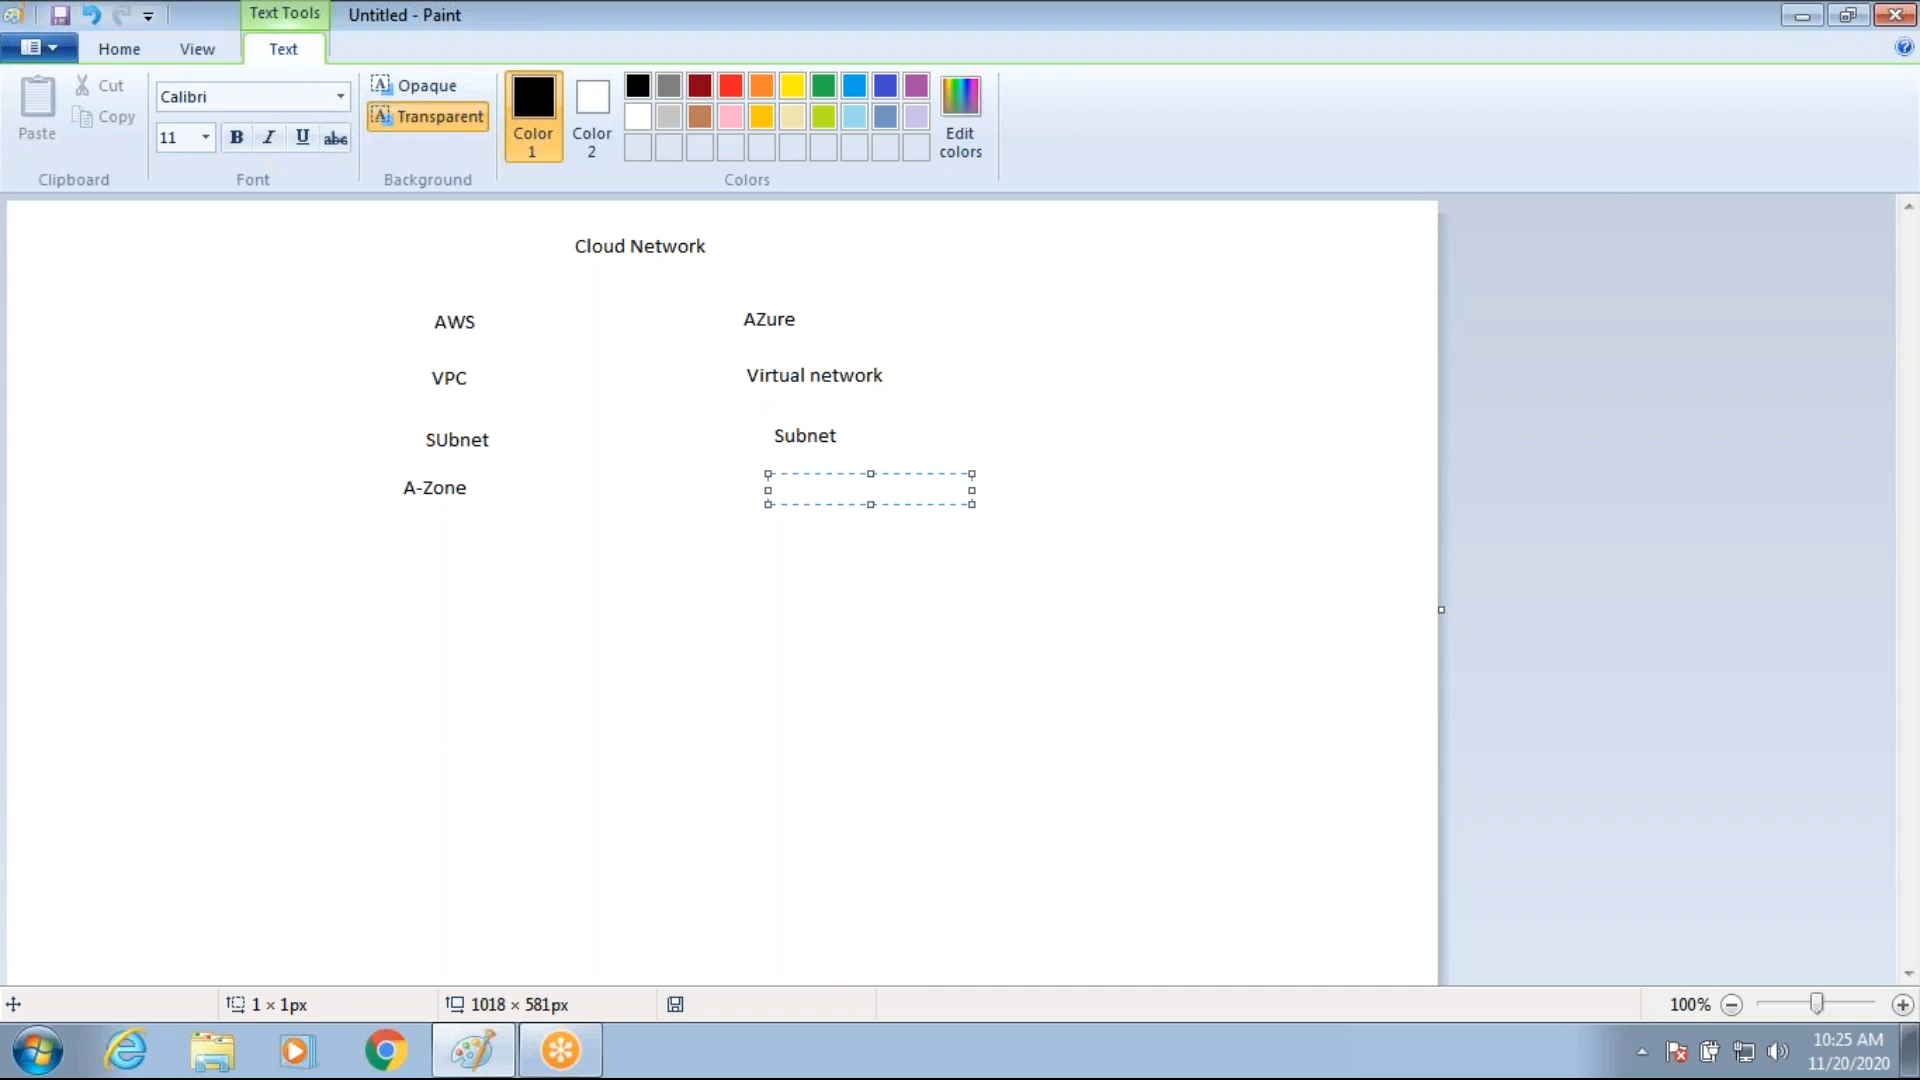 Text Tools
Untitled - Paint
Home
View
Text
Paste
Cut
Copy
Clipboard
Calibri
11
B I U abc
Font
Opaque
Transparent
Background
Color
1
Color
2
Edit
colors
Colors
Cloud Network
AWS
AZure
VPC
Virtual network
SUbnet
Subnet
A-Zone
1 × 1px
1018 × 581px
100%
10:25 AM
11/20/2020